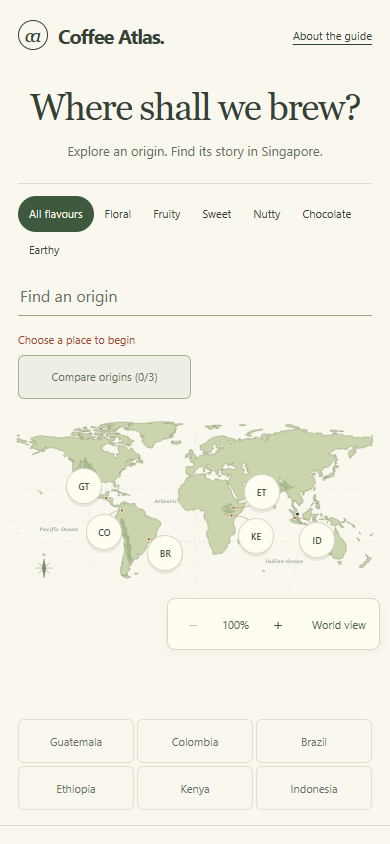 ca Coffee Atlas. About the guide
Where shall we brew?
Explore an origin. Find its story in Singapore.
All flavours Floral Fruity Sweet Nutty Chocolate
Earthy
Find an origin
Choose a place to begin
Compare origins (0/3)
GT
ET
Atlantic
Pacific Ocean
CO
KE
ID
BR
Indian Ocean
− 100% + World view
Guatemala Colombia Brazil
Ethiopia Kenya Indonesia